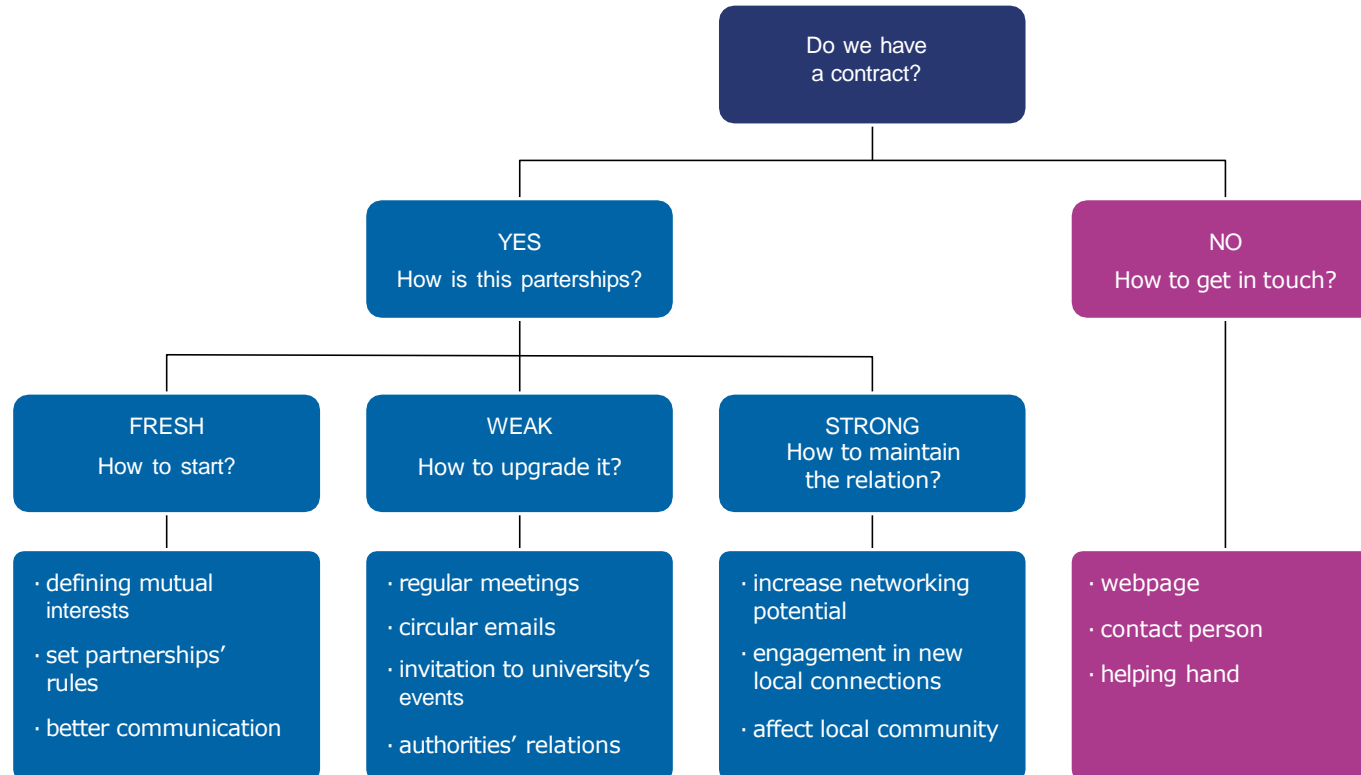 Do we have
a contract?
YES
How is this parterships?
NO
How to get in touch?
FRESH
How to start?
WEAK
How to upgrade it?
STRONG
How to maintain
the relation?
· defining mutual
interests
· set partnerships’
rules
· better communication
· regular meetings
· circular emails
· invitation to university’s
events
· authorities’ relations
· increase networking
potential
· engagement in new
local connections
· affect local community
· webpage
· contact person
· helping hand